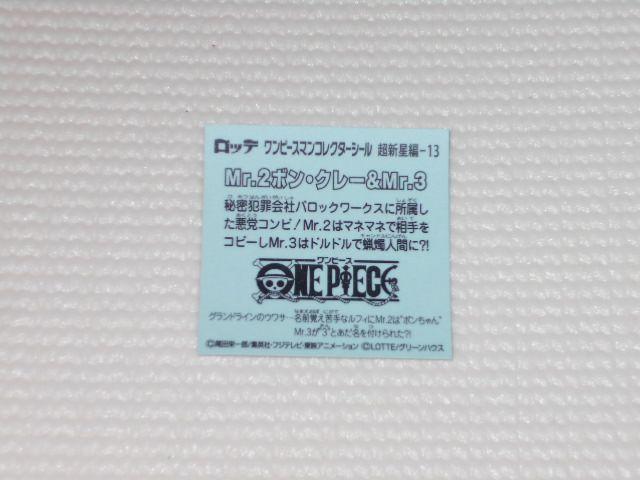 ロッテ ワンピースマンコレクターシール 超新星編-13
Mr.2ボン・クレー&Mr.3
秘密犯罪会社バロックワークスに所属し
た悪党コンビ!Mr.2はマネマネで相手を
コピーしMr.3はドルドルで蝋燭人間に?!
ワンピース
ONE PIECE
グランドラインのウワサ…名前覚え苦手なルフィにMr.2は"ボンちゃん"
Mr.3が"3"とあだ名を付けられた?!
©尾田栄一郎/集英社・フジテレビ・東映アニメーション ©LOTTE/グリーンハウス